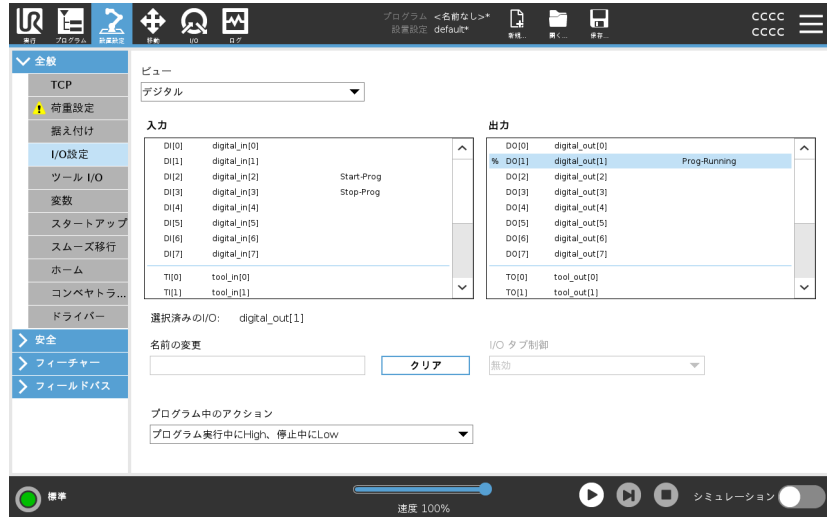 UR
プログラム <名前なし>*
設置設定 default*
CCCC
CCCC
実行 プログラム 設置設定 移動 I/O ログ
新規... 開く... 保存...
全般
TCP
荷重設定
据え付け
I/O設定
ツール I/O
変数
スタートアップ
スムーズ移行
ホーム
コンベヤトラ...
ドライバー
安全
フィーチャー
フィールドバス
ビュー
デジタル
入力
DI[0] digital_in[0]
DI[1] digital_in[1]
DI[2] digital_in[2] Start-Prog
DI[3] digital_in[3] Stop-Prog
DI[4] digital_in[4]
DI[5] digital_in[5]
DI[6] digital_in[6]
DI[7] digital_in[7]
TI[0] tool_in[0]
TI[1] tool_in[1]
出力
DO[0] digital_out[0]
% DO[1] digital_out[1] Prog-Running
DO[2] digital_out[2]
DO[3] digital_out[3]
DO[4] digital_out[4]
DO[5] digital_out[5]
DO[6] digital_out[6]
DO[7] digital_out[7]
TO[0] tool_out[0]
TO[1] tool_out[1]
選択済みのI/O: digital_out[1]
名前の変更
クリア
I/O タブ制御
無効
プログラム中のアクション
プログラム実行中にHigh、停止中にLow
標準
速度 100%
シミュレーション